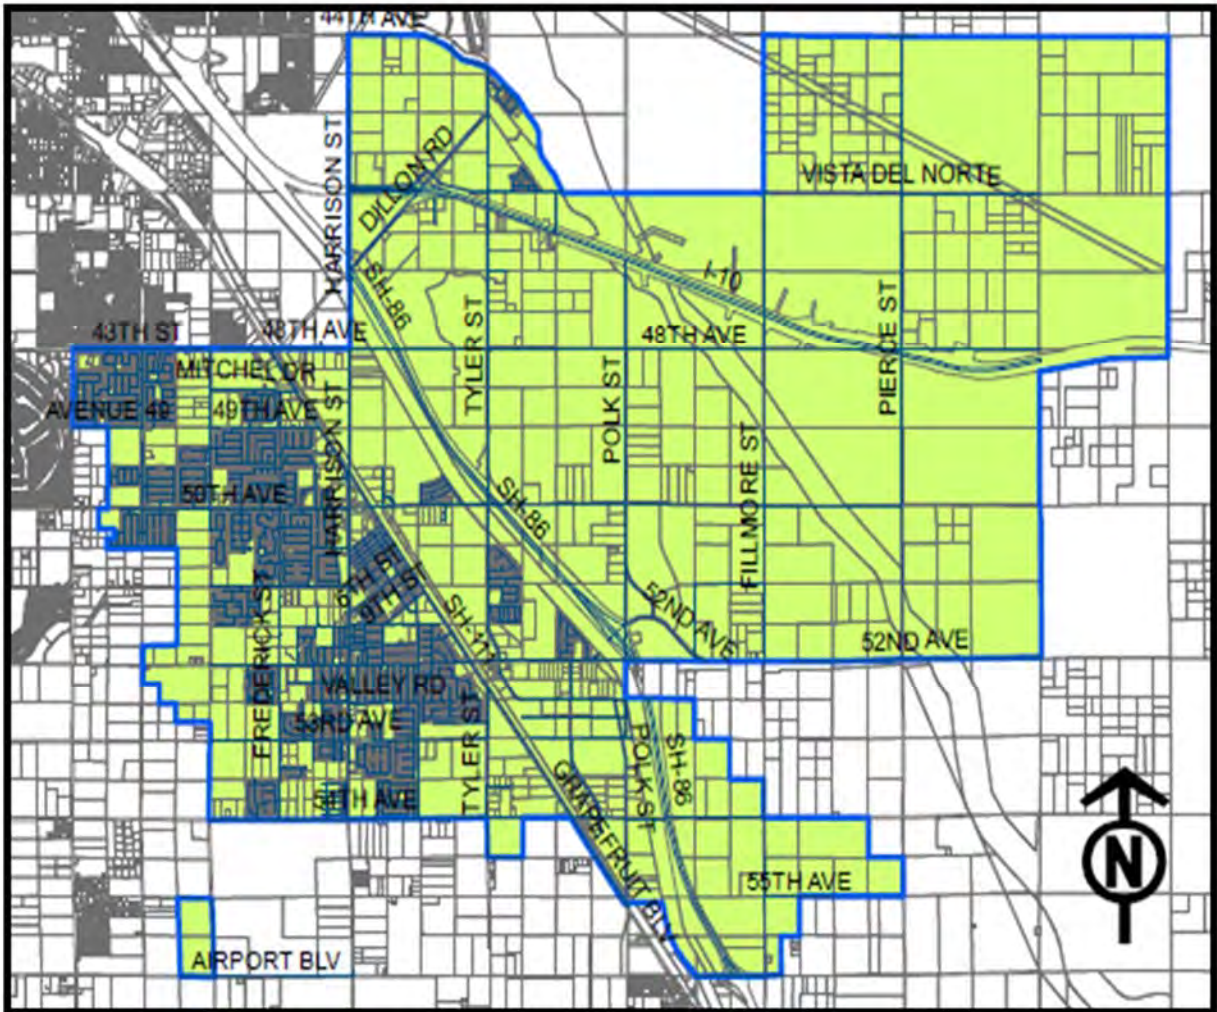 44TH AVE
HARRISON ST
DILLON RD
VISTA DEL NORTE
SH-86
I-10
TYLER ST
PIERCE ST
43TH ST
48TH AVE
48TH AVE
MITCHEL DR
AVENUE 49
49TH AVE
HARRISON ST
POLK ST
FILLMORE ST
50TH AVE
SH-86
6TH ST
9TH ST
FREDERICK ST
SH-111
52ND AVE
52ND AVE
VALLEY RD
53RD AVE
TYLER ST
POLK ST
SH-86
54TH AVE
GRAPEFRUIT BLV
55TH AVE
AIRPORT BLV
N